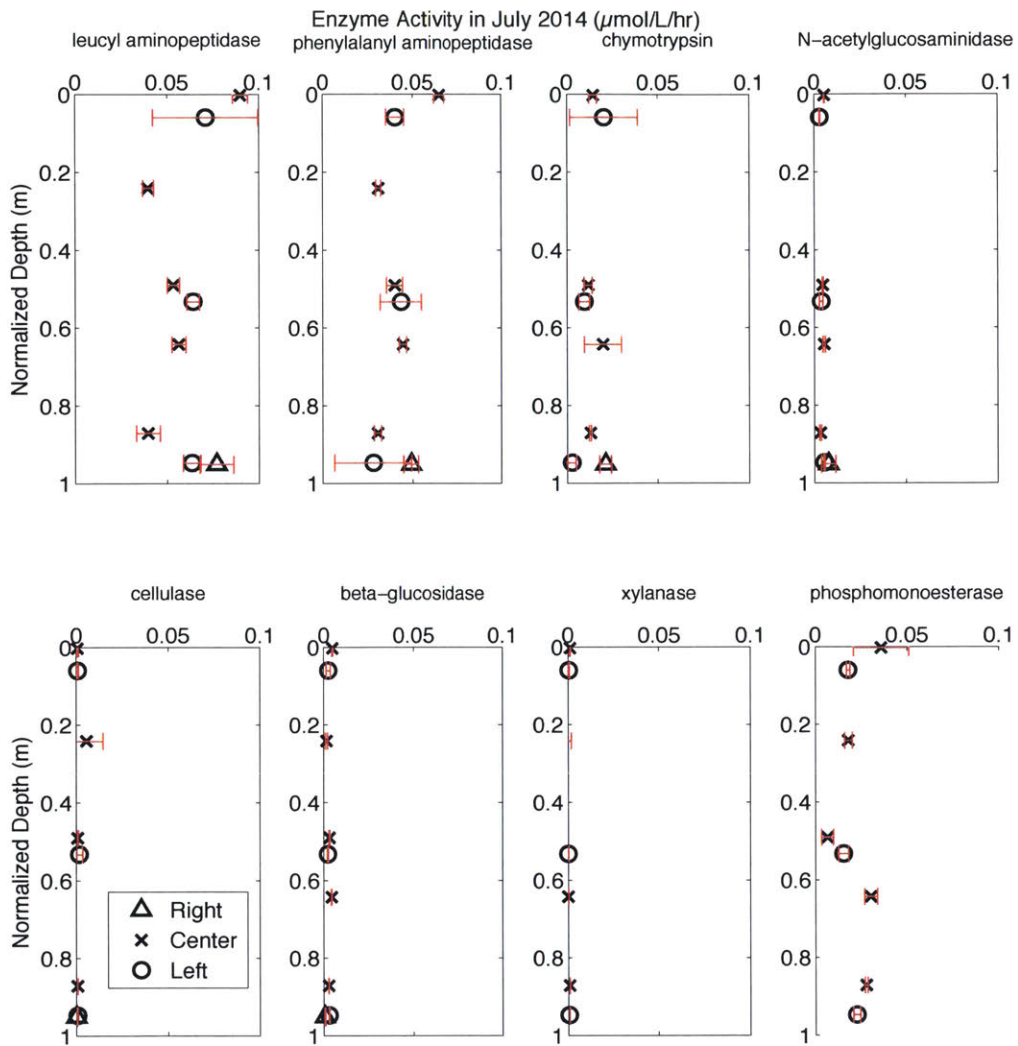 Enzyme Activity in July 2014 (μmol/L/hr)
leucyl aminopeptidase
phenylalanyl aminopeptidase
chymotrypsin
N−acetylglucosaminidase
0 0.05 0.1
0 0.05 0.1
0 0.05 0.1
0 0.05 0.1
Normalized Depth (m)
0
0.2
0.4
0.6
0.8
1
0
0.2
0.4
0.6
0.8
1
0
0.2
0.4
0.6
0.8
1
0
0.2
0.4
0.6
0.8
1
cellulase
beta−glucosidase
xylanase
phosphomonoesterase
0 0.05 0.1
0 0.05 0.1
0 0.05 0.1
0 0.05 0.1
Normalized Depth (m)
0
0.2
0.4
0.6
0.8
1
Right
Center
Left
0
0.2
0.4
0.6
0.8
1
0
0.2
0.4
0.6
0.8
1
0
0.2
0.4
0.6
0.8
1